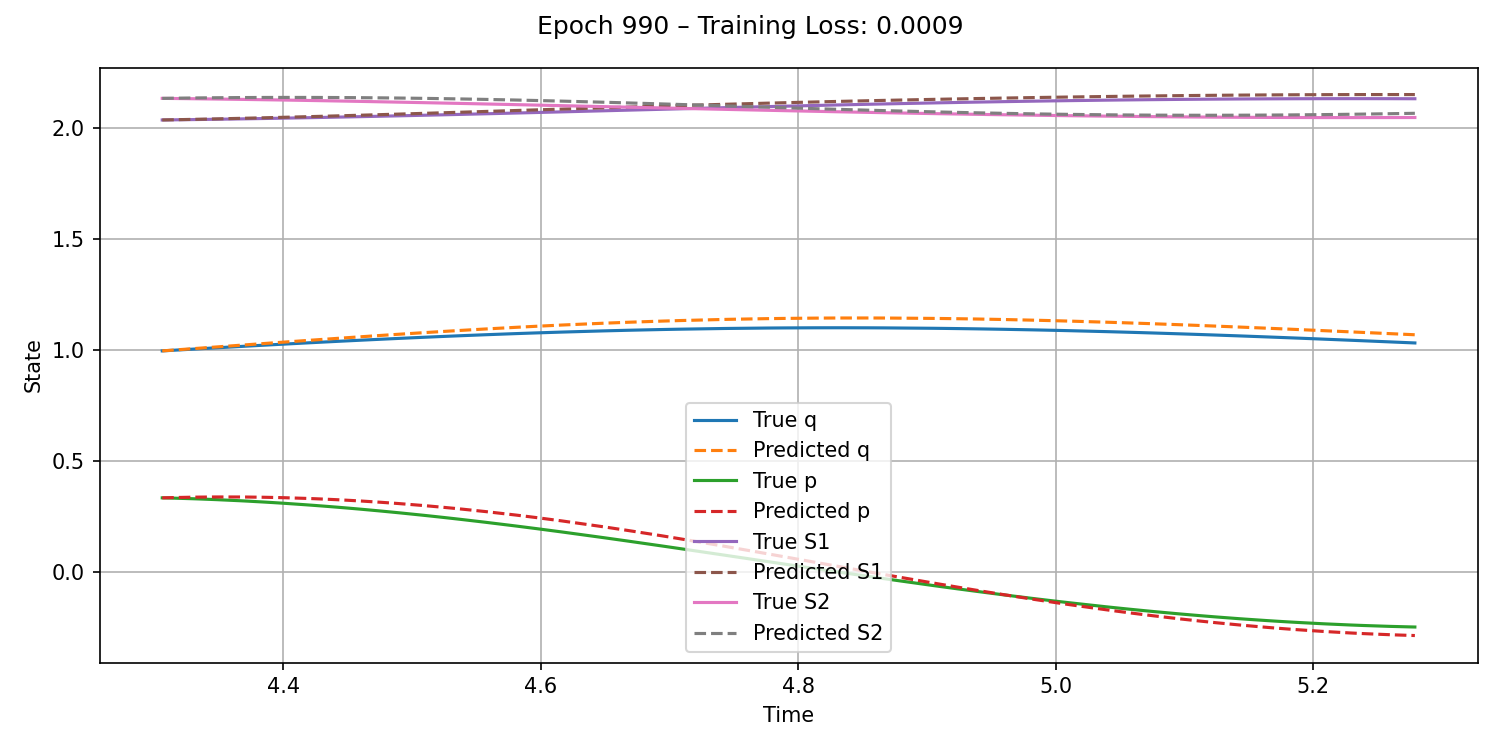 Epoch 990 – Training Loss: 0.0009
2.0
1.5
1.0
0.5
0.0
State
True q
Predicted q
True p
Predicted p
True S1
Predicted S1
True S2
Predicted S2
4.4 4.6 4.8 5.0 5.2
Time